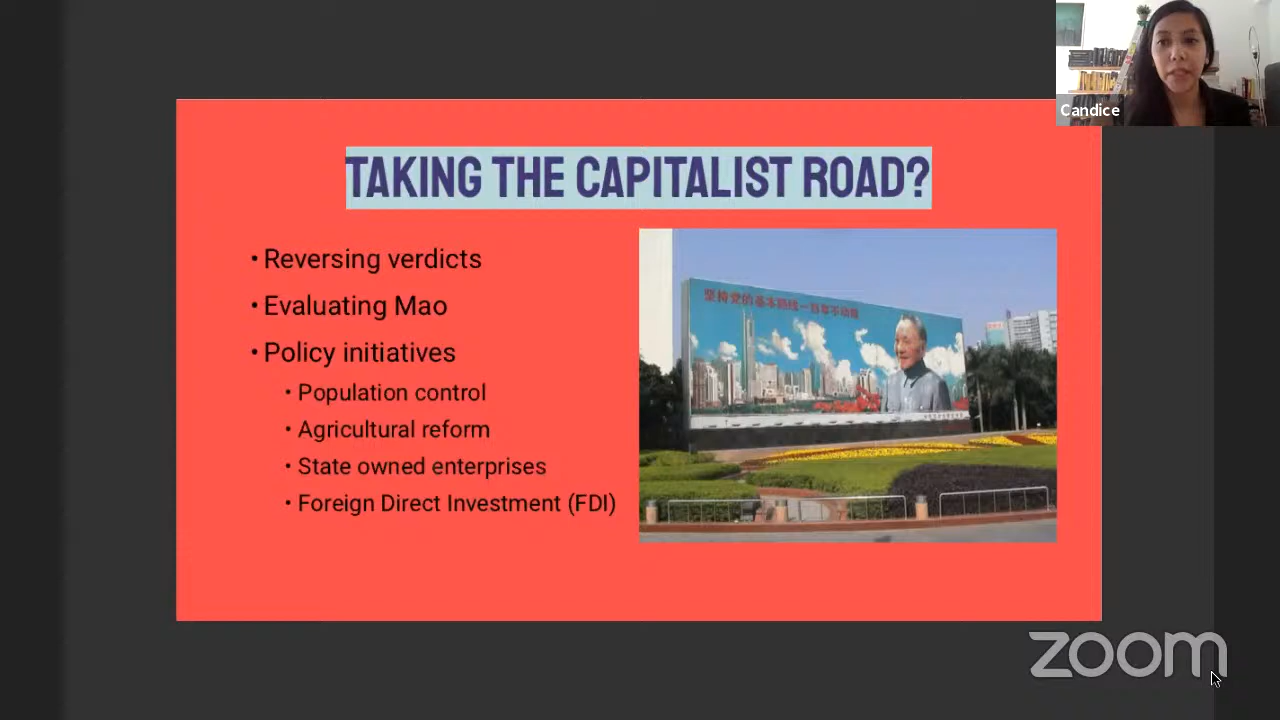 Candice
TAKING THE CAPITALIST ROAD?
• Reversing verdicts
• Evaluating Mao
• Policy initiatives
• Population control
• Agricultural reform
• State owned enterprises
• Foreign Direct Investment (FDI)
坚持党的基本路线一百年不动摇
zoom